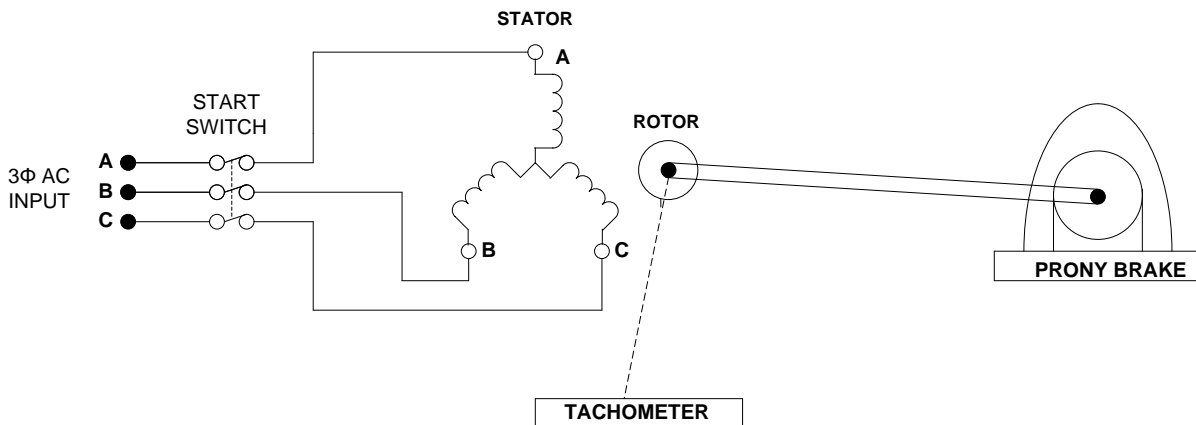 STATOR
A
START
SWITCH
ROTOR
3Φ AC
INPUT
A
B
C
B
C
PRONY BRAKE
TACHOMETER